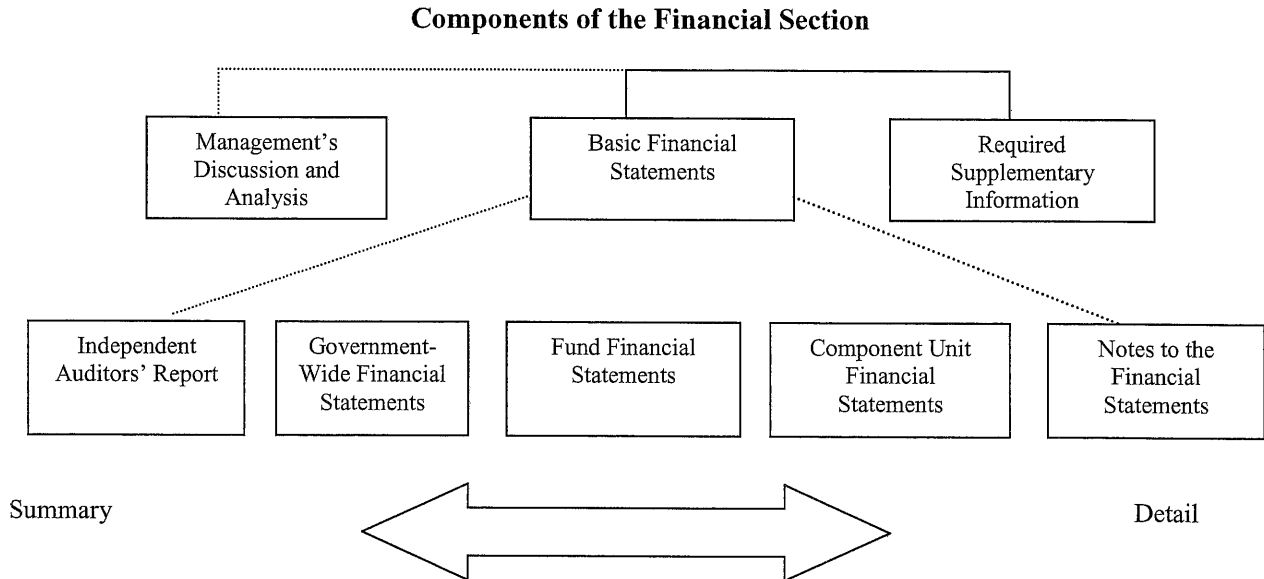 Components of the Financial Section
Management's
Discussion and
Analysis
Basic Financial
Statements
Required
Supplementary
Information
Independent
Auditors' Report
Government-
Wide Financial
Statements
Fund Financial
Statements
Component Unit
Financial
Statements
Notes to the
Financial
Statements
Summary
Detail